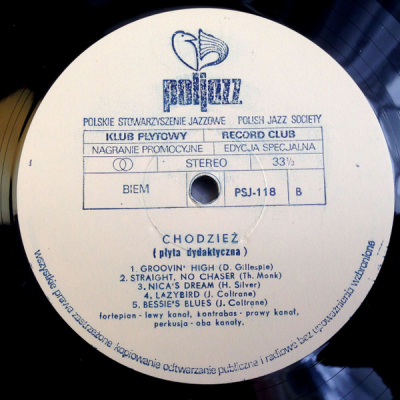 poljazz
POLSKIE STOWARZYSZENIE JAZZOWE POLISH JAZZ SOCIETY
KLUB PŁYTOWY RECORD CLUB
NAGRANIE PROMOCYJNE EDYCJA SPECJALNA
STEREO 33½
BIEM PSJ-118 B
CHODZIEŻ
(płyta dydaktyczna)
1. GROOVIN' HIGH (D. Gillespie)
2. STRAIGHT, NO CHASER (Th. Monk)
3. NICA'S DREAM (H. Silver)
4. LAZYBIRD (J. Coltrane)
5. BESSIE'S BLUES (J. Coltrane)
fortepian - lewy kanał, kontrabas - prawy kanał,
perkusja - oba kanały.
wszystkie prawa zastrzeżone kopiowanie odtwarzanie publiczne i radiowe bez upoważnienia wzbronione